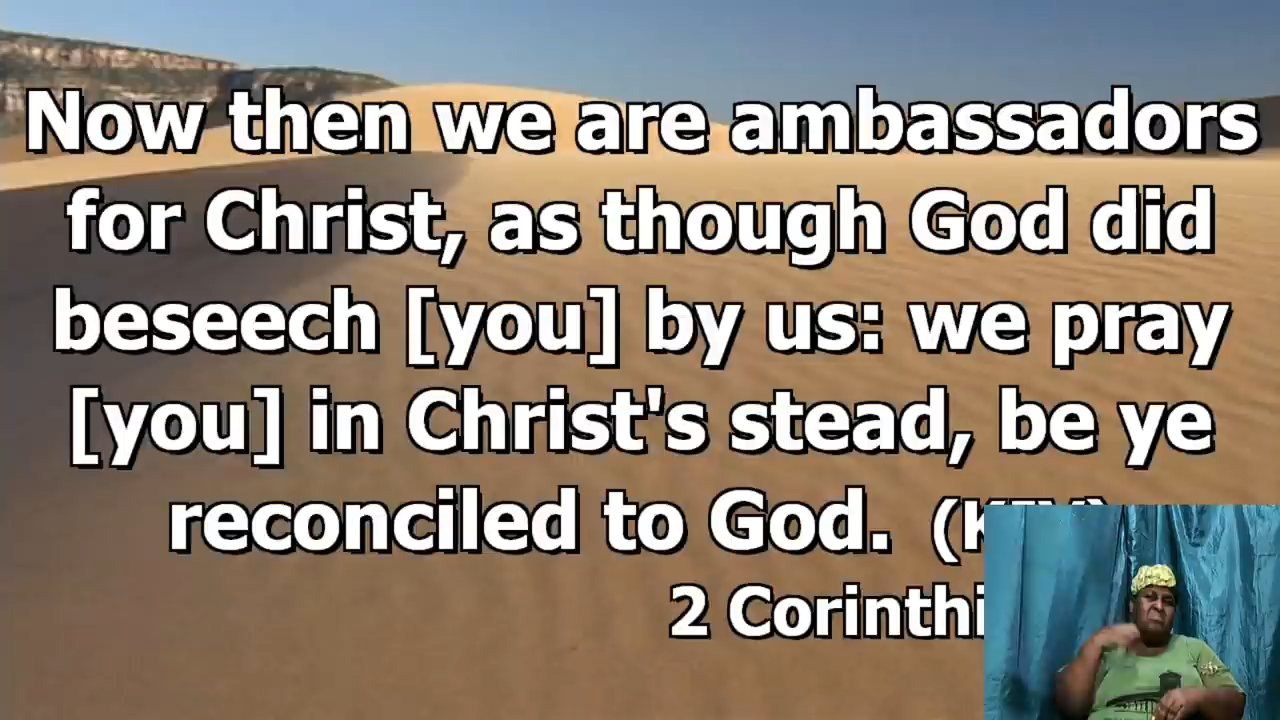 Now then we are ambassadors
for Christ, as though God did
beseech [you] by us: we pray
[you] in Christ's stead, be ye
reconciled to God.
2